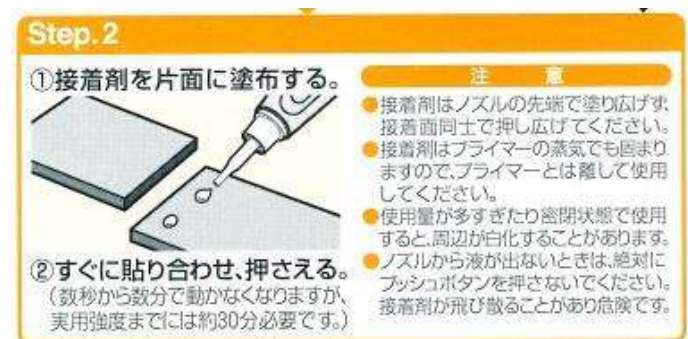 Step.2
①接着剤を片面に塗布する。
②すぐに貼り合わせ、押さえる。
(数秒から数分で動かなくなりますが、
実用強度までには約30分必要です。)
注 意
●接着剤はノズルの先端で塗り広げず、
接着面同士で押し広げてください。
●接着剤はプライマーの蒸気でも固まり
ますので、プライマーとは離して使用
してください。
●使用量が多すぎたり密閉状態で使用
すると、周辺が白化することがあります。
●ノズルから液が出ないときは、絶対に
プッシュボタンを押さないでください。
接着剤が飛び散ることがあり危険です。